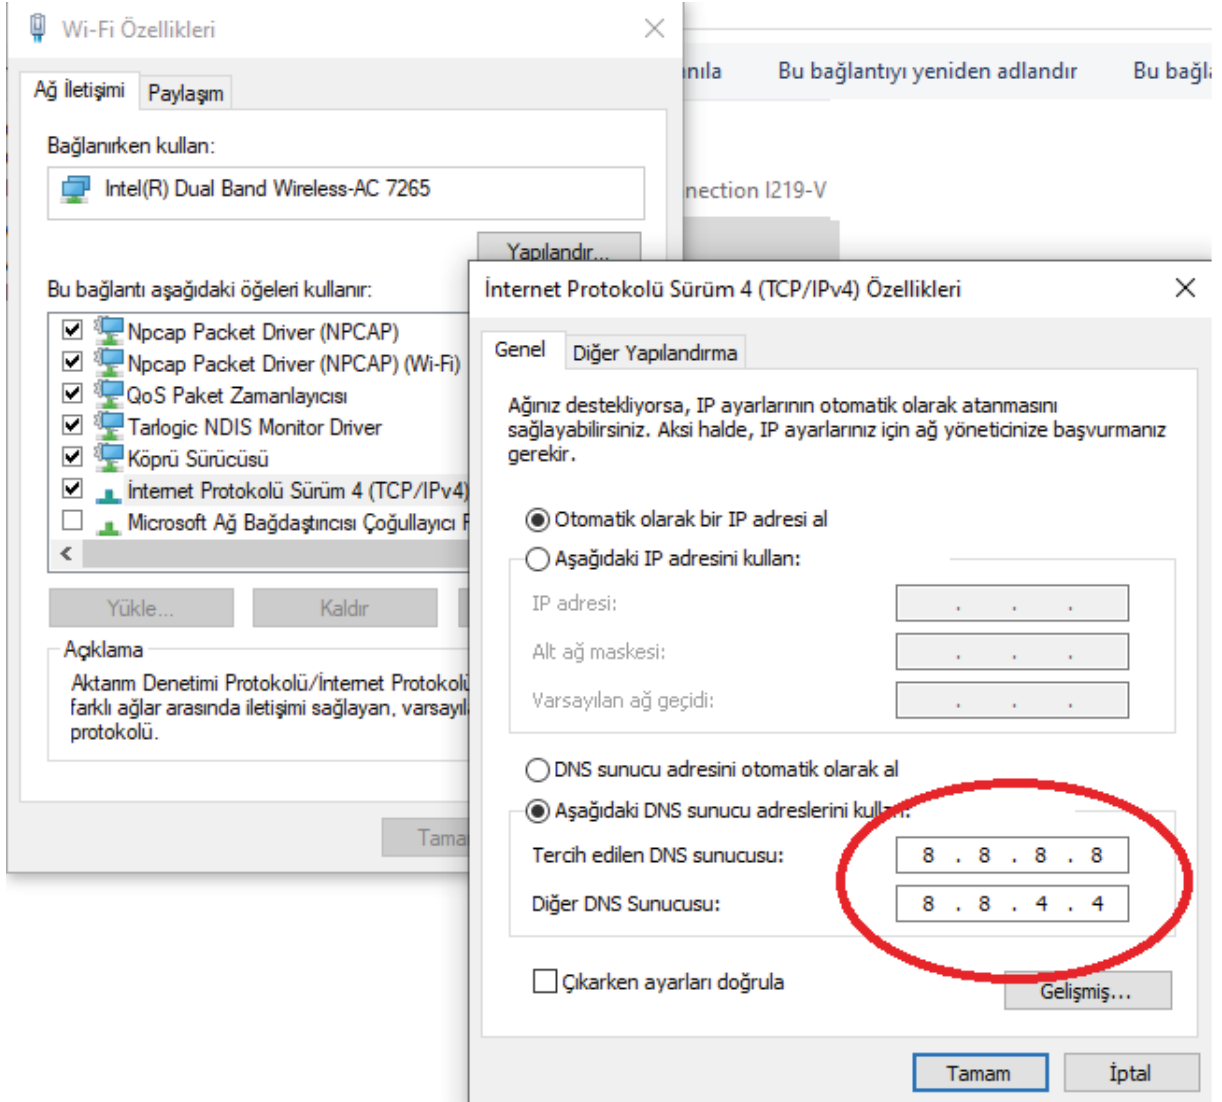 Wi-Fi Özellikleri
Bu bağlantıyı yeniden adlandır
Ağ İletişimi
Paylaşım
Bağlanırken kullan:
Intel(R) Dual Band Wireless-AC 7265
I219-V
Yapılandır...
Bu bağlantı aşağıdaki öğeleri kullanır:
Npcap Packet Driver (NPCAP)
Npcap Packet Driver (NPCAP) (Wi-Fi)
QoS Paket Zamanlayıcısı
Tarlogic NDIS Monitor Driver
Köprü Sürücüsü
İnternet Protokolü Sürüm 4 (TCP/IPv4)
Microsoft Ağ Bağdaştırıcısı Çoğullayıcı
Yükle...
Kaldır
Açıklama
Aktarım Denetimi Protokolü/İnternet
farklı ağlar arasında iletişimi sağlayan,
protokolü.
İnternet Protokolü Sürüm 4 (TCP/IPv4) Özellikleri
Genel
Diğer Yapılandırma
Ağınız destekliyorsa, IP ayarlarının otomatik olarak atanmasını
sağlayabilirsiniz. Aksi halde, IP ayarlarınız için ağ yöneticinize başvurmanız
gerekir.
Otomatik olarak bir IP adresi al
Aşağıdaki IP adresini kullan:
IP adresi:
Alt ağ maskesi:
Varsayılan ağ geçidi:
DNS sunucu adresini otomatik olarak al
Aşağıdaki DNS sunucu adreslerini kullan:
Tercih edilen DNS sunucusu: 8 . 8 . 8 . 8
Diğer DNS Sunucusu: 8 . 8 . 4 . 4
Çıkarken ayarları doğrula
Gelişmiş...
Tamam
İptal